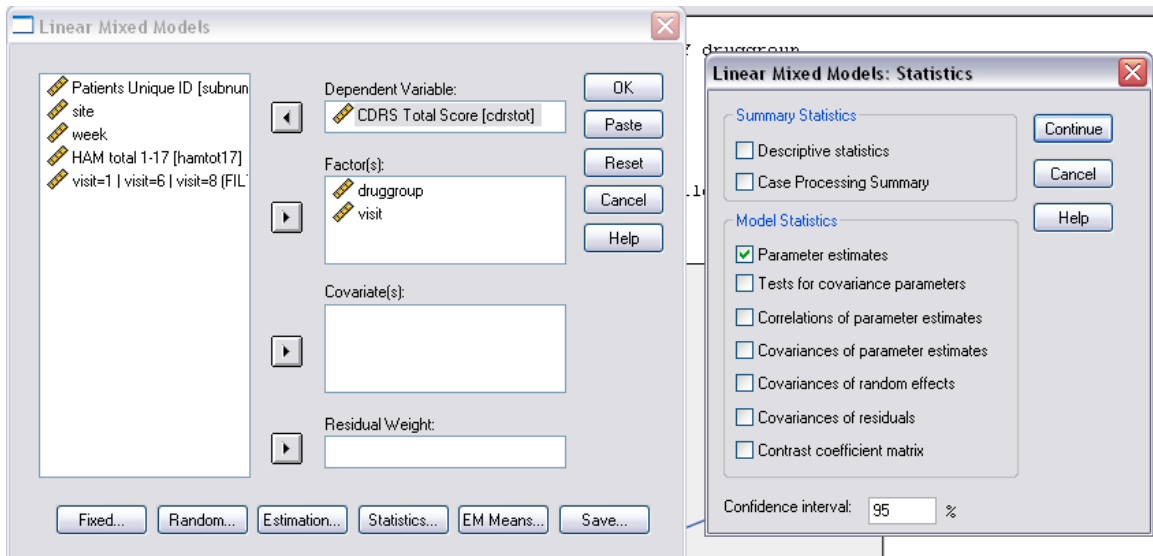 Linear Mixed Models
Patients Unique ID [subnun
site
week
HAM total 1-17 [hamtot17]
visit=1 | visit=6 | visit=8 (FIL
Dependent Variable:
CDRS Total Score [cdrstot]
Factor(s):
druggroup
visit
Covariate(s):
Residual Weight:
OK
Paste
Reset
Cancel
Help
Fixed...
Random...
Estimation...
Statistics...
EM Means...
Save...
druggroup
Linear Mixed Models: Statistics
Summary Statistics
Descriptive statistics
Case Processing Summary
Model Statistics
Parameter estimates
Tests for covariance parameters
Correlations of parameter estimates
Covariances of parameter estimates
Covariances of random effects
Covariances of residuals
Contrast coefficient matrix
Confidence interval: 95 %
Continue
Cancel
Help